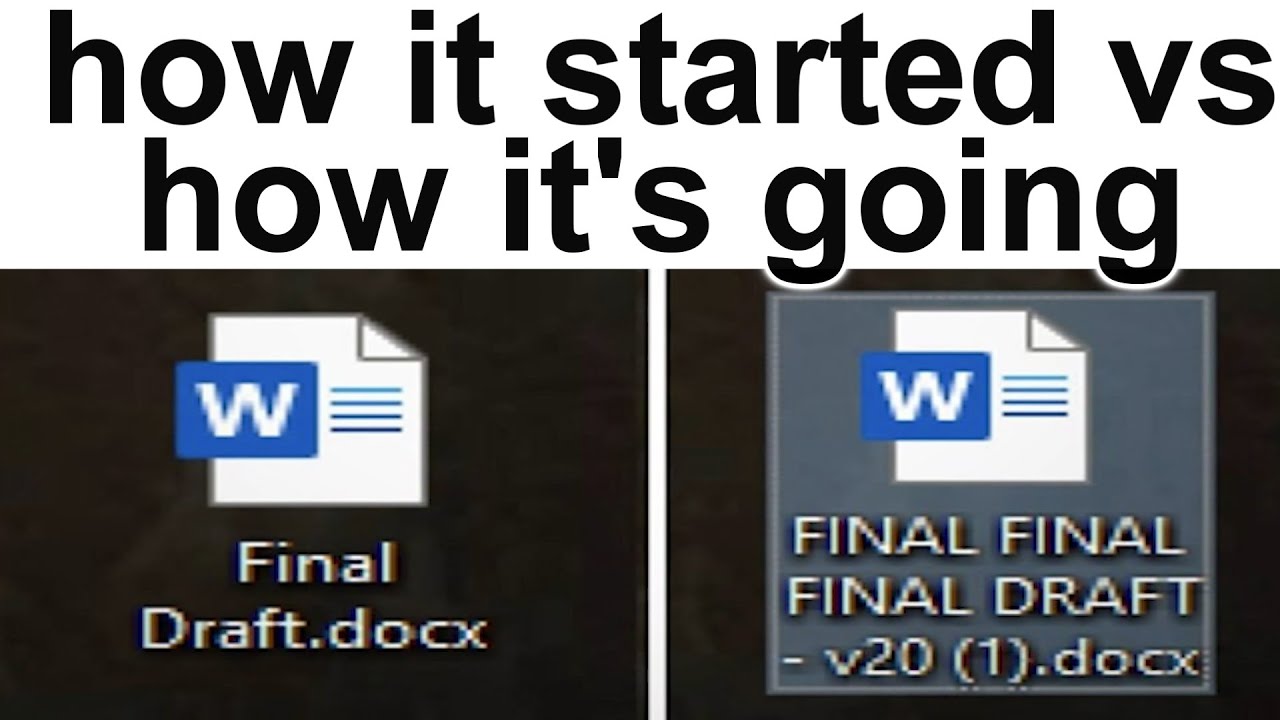 how it started vs
how it's going
W
Final
Draft.docx
W
FINAL FINAL
FINAL DRAFT
- v20 (1).docx